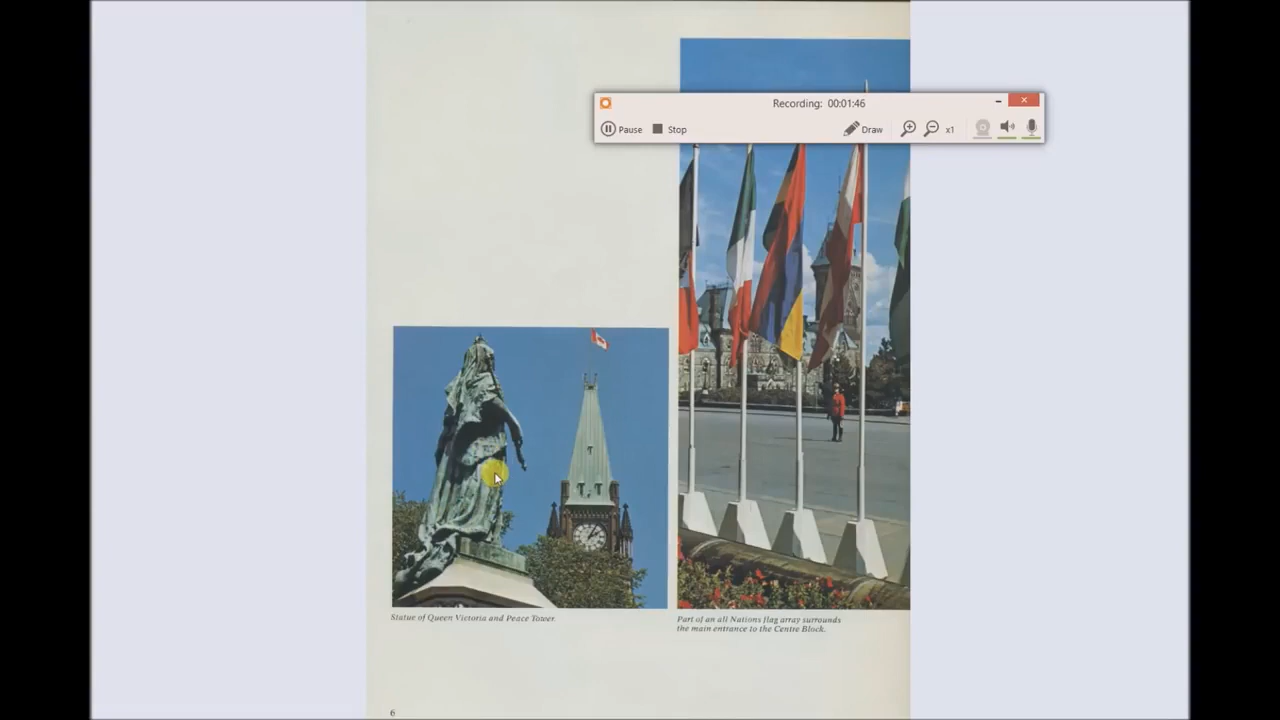 Recording: 00:01:46
Pause
Stop
Draw
x1
Statue of Queen Victoria and Peace Tower.
Part of an all Nations flag array surrounds
the main entrance to the Centre Block.
6